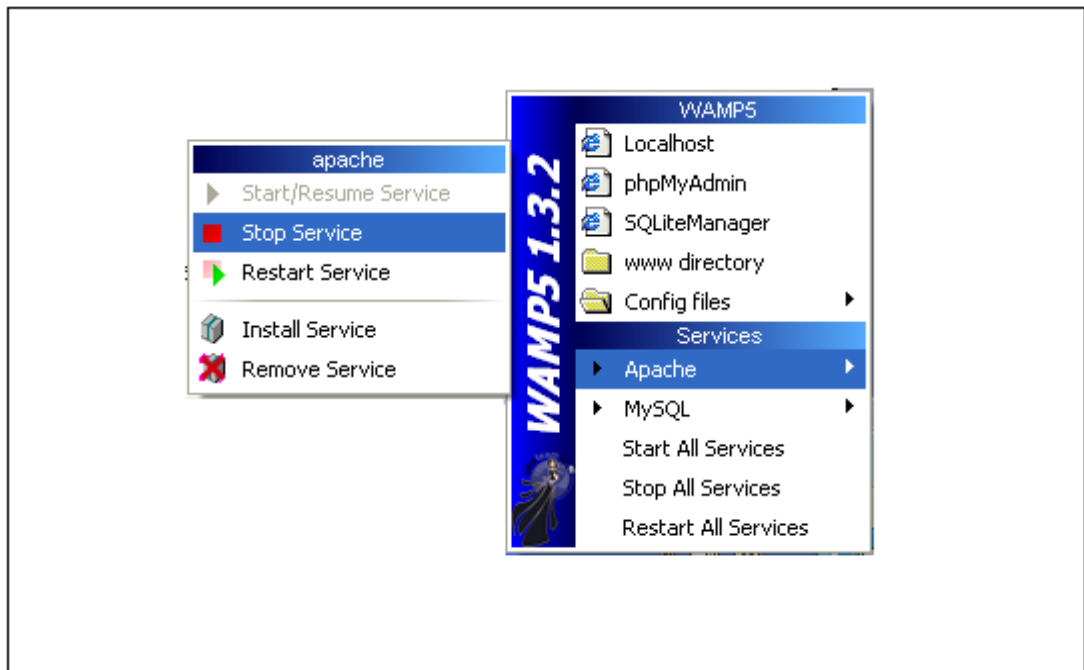 apache
Start/Resume Service
Stop Service
Restart Service
Install Service
Remove Service
WAMP5 1.3.2
WAMP5
Localhost
phpMyAdmin
SQLiteManager
www directory
Config files
Services
Apache
MySQL
Start All Services
Stop All Services
Restart All Services